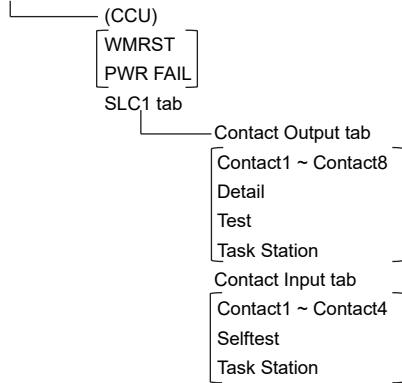 (CCU)
WMRST
PWR FAIL
SLC1 tab
Contact Output tab
Contact1 ~ Contact8
Detail
Test
Task Station
Contact Input tab
Contact1 ~ Contact4
Selftest
Task Station